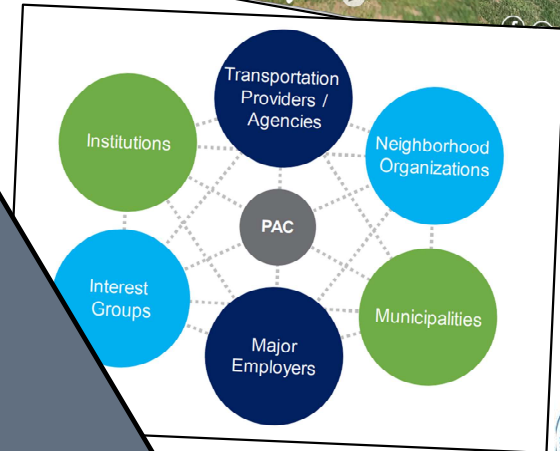 Transportation
Providers /
Agencies
Institutions
Neighborhood
Organizations
PAC
Interest
Groups
Major
Employers
Municipalities